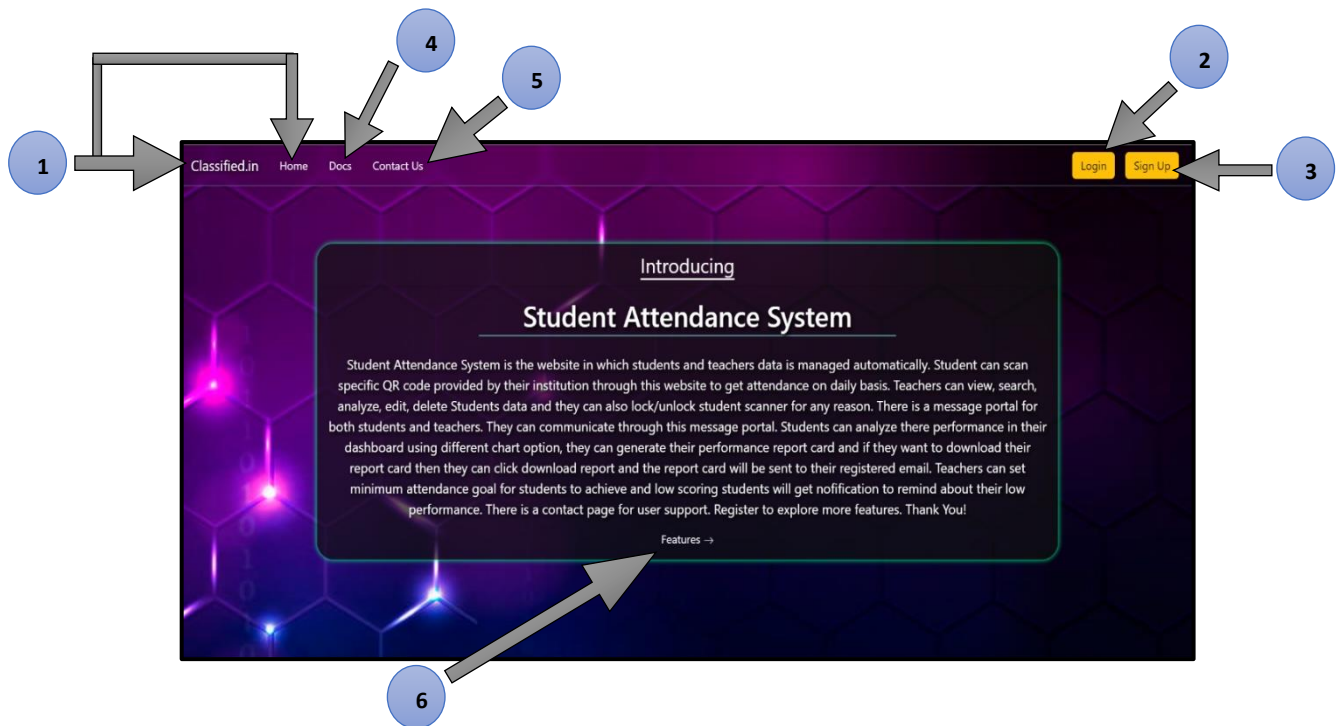 4
2
5
1
3
Classified.in Home Docs Contact Us Login Sign Up
Introducing
Student Attendance System
Student Attendance System is the website in which students and teachers data is managed automatically. Student can scan
specific QR code provided by their institution through this website to get attendance on daily basis. Teachers can view, search,
analyze, edit, delete Students data and they can also lock/unlock student scanner for any reason. There is a message portal for
both students and teachers. They can communicate through this message portal. Students can analyze there performance in their
dashboard using different chart option, they can generate their performance report card and if they want to download their
report card then they can click download report and the report card will be sent to their registered email. Teachers can set
minimum attendance goal for students to achieve and low scoring students will get nofification to remind about their low
performance. There is a contact page for user support. Register to explore more features. Thank You!
Features →
6